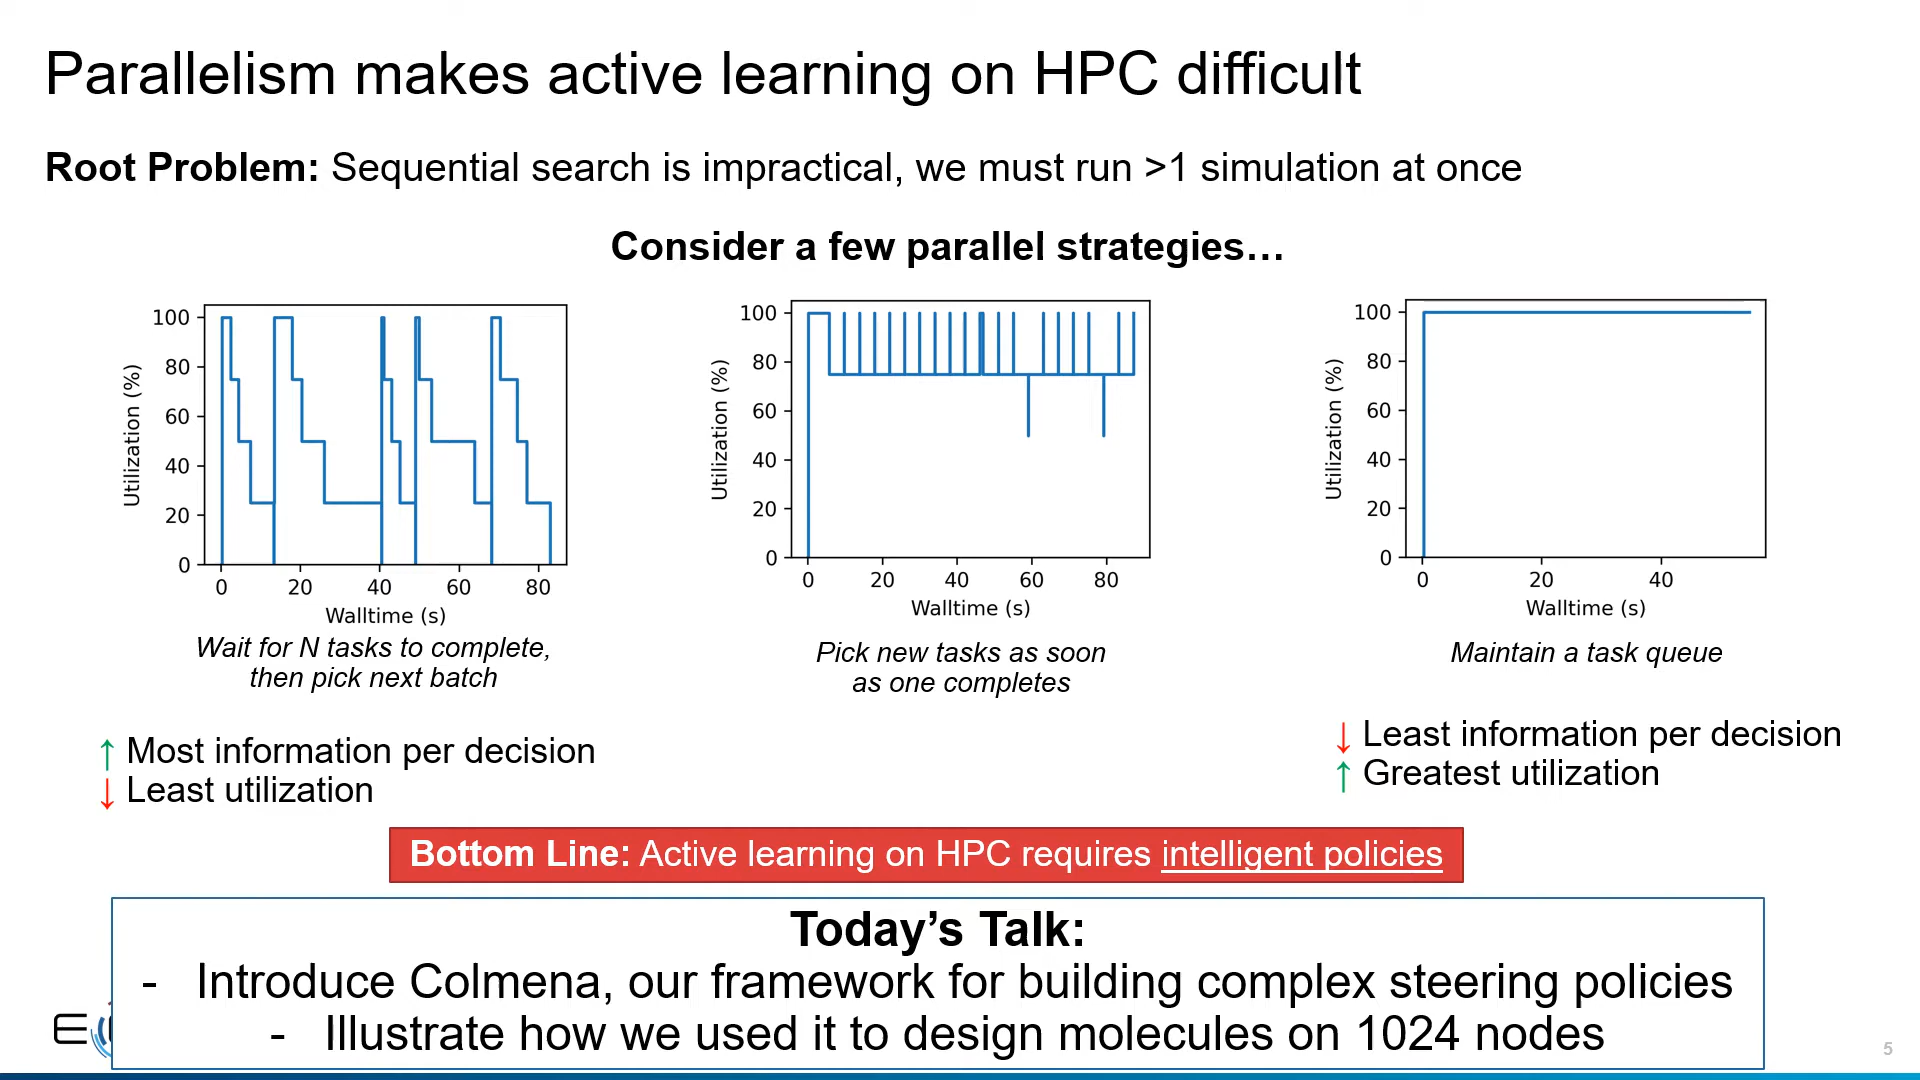 Parallelism makes active learning on HPC difficult
Root Problem: Sequential search is impractical, we must run >1 simulation at once
Consider a few parallel strategies…
Utilization (%)
100
80
60
40
20
0
0 20 40 60 80
Walltime (s)
Wait for N tasks to complete,
then pick next batch
↑ Most information per decision
↓ Least utilization
Utilization (%)
100
80
60
40
20
0
0 20 40 60 80
Walltime (s)
Pick new tasks as soon
as one completes
Utilization (%)
100
80
60
40
20
0
0 20 40
Walltime (s)
Maintain a task queue
↓ Least information per decision
↑ Greatest utilization
Bottom Line: Active learning on HPC requires intelligent policies
Today’s Talk:
- Introduce Colmena, our framework for building complex steering policies
- Illustrate how we used it to design molecules on 1024 nodes
5